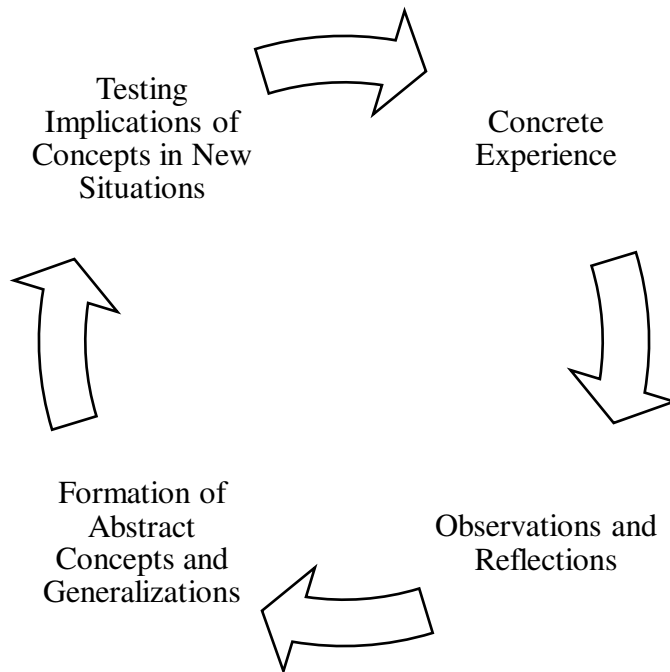 Testing
Implications of
Concepts in New
Situations
Concrete
Experience
Observations and
Reflections
Formation of
Abstract
Concepts and
Generalizations